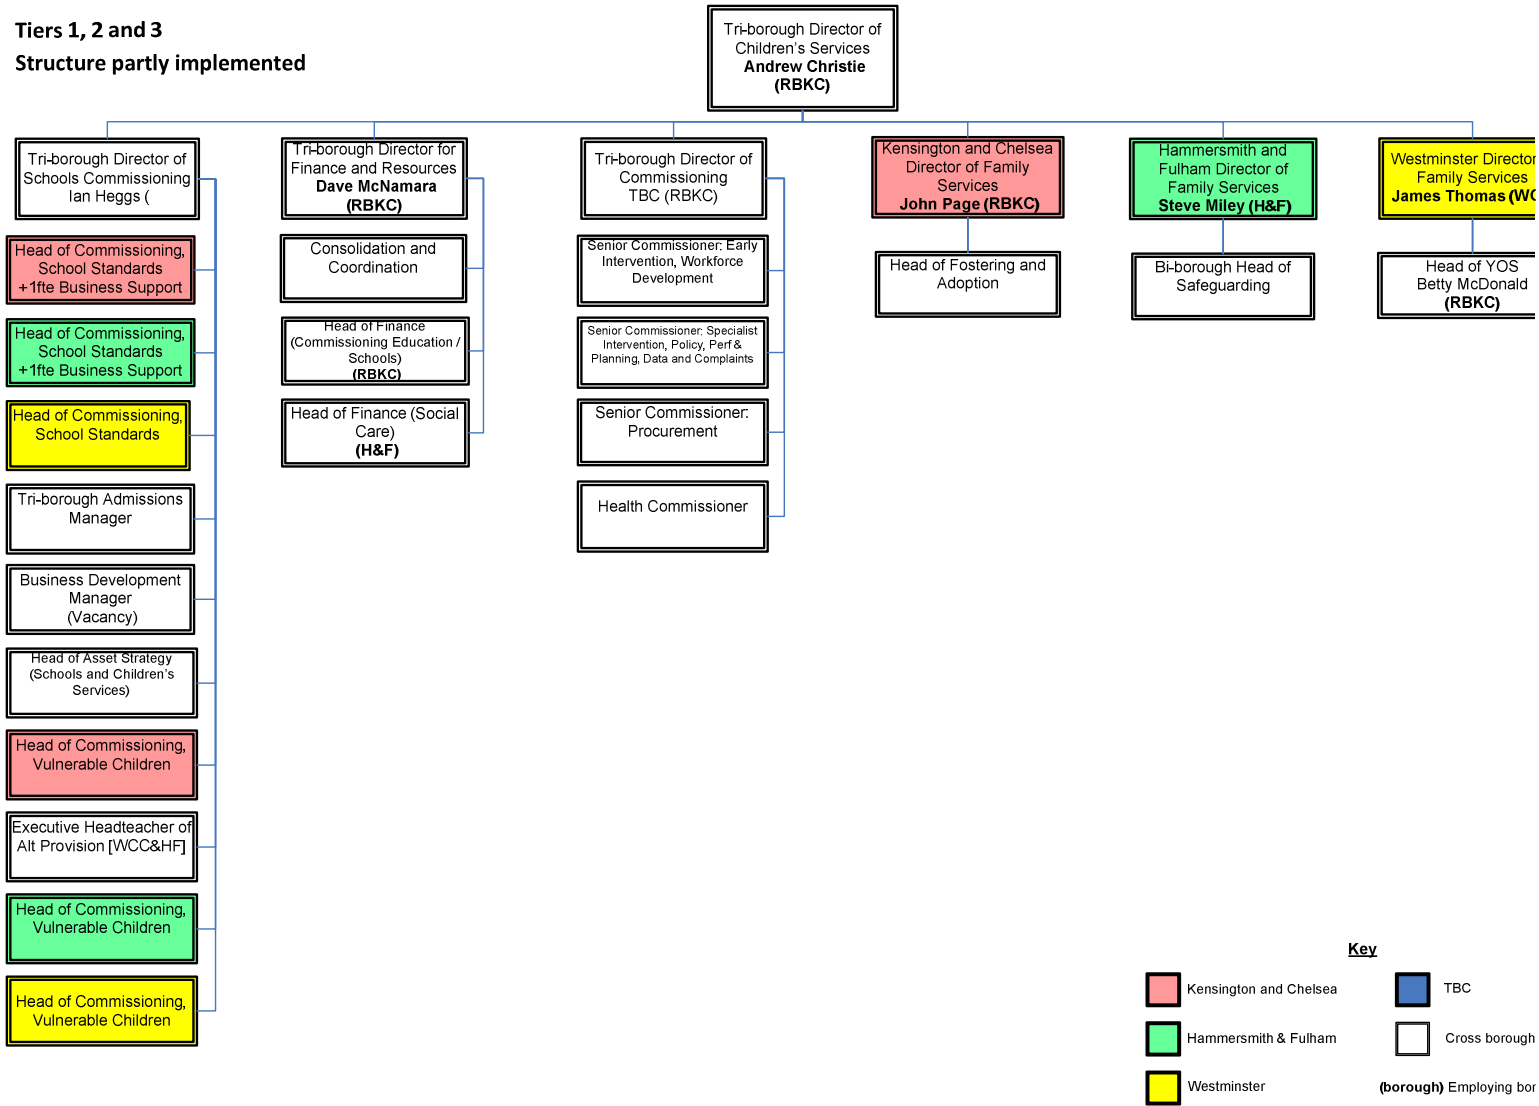 Tiers 1, 2 and 3
Structure partly implemented
Tri-borough Director of
Children's Services
Andrew Christie
(RBKC)
Tri-borough Director of
Schools Commissioning
Ian Heggs (
Head of Commissioning,
School Standards
+1fte Business Support
Head of Commissioning,
School Standards
+1fte Business Support
Head of Commissioning,
School Standards
Tri-borough Admissions
Manager
Business Development
Manager
(Vacancy)
Head of Asset Strategy
(Schools and Children's
Services)
Head of Commissioning,
Vulnerable Children
Executive Headteacher of
Alt Provision [WCC&HF]
Head of Commissioning,
Vulnerable Children
Head of Commissioning,
Vulnerable Children
Tri-borough Director for
Finance and Resources
Dave McNamara
(RBKC)
Consolidation and
Coordination
Head of Finance
(Commissioning Education /
Schools)
(RBKC)
Head of Finance (Social
Care)
(H&F)
Tri-borough Director of
Commissioning
TBC (RBKC)
Senior Commissioner: Early
Intervention, Workforce
Development
Senior Commissioner: Specialist
Intervention, Policy, Perf &
Planning, Data and Complaints
Senior Commissioner:
Procurement
Health Commissioner
Kensington and Chelsea
Director of Family
Services
John Page (RBKC)
Head of Fostering and
Adoption
Hammersmith and
Fulham Director of
Family Services
Steve Miley (H&F)
Bi-borough Head of
Safeguarding
Westminster Director
Family Services
James Thomas
Head of YOS
Betty McDonald
(RBKC)
Key
Kensington and Chelsea
TBC
Hammersmith & Fulham
Cross borough
Westminster
(borough) Employing